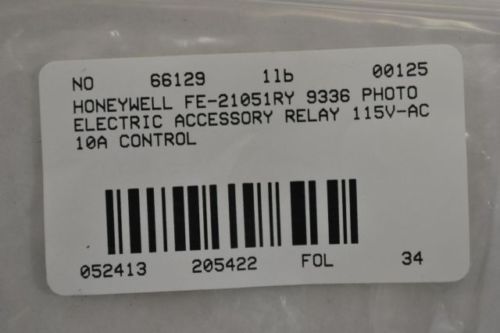 NO 66129 1lb 00125
HONEYWELL FE-21051RY 9336 PHOTO
ELECTRIC ACCESSORY RELAY 115V-AC
10A CONTROL
052413 205422 FOL 34